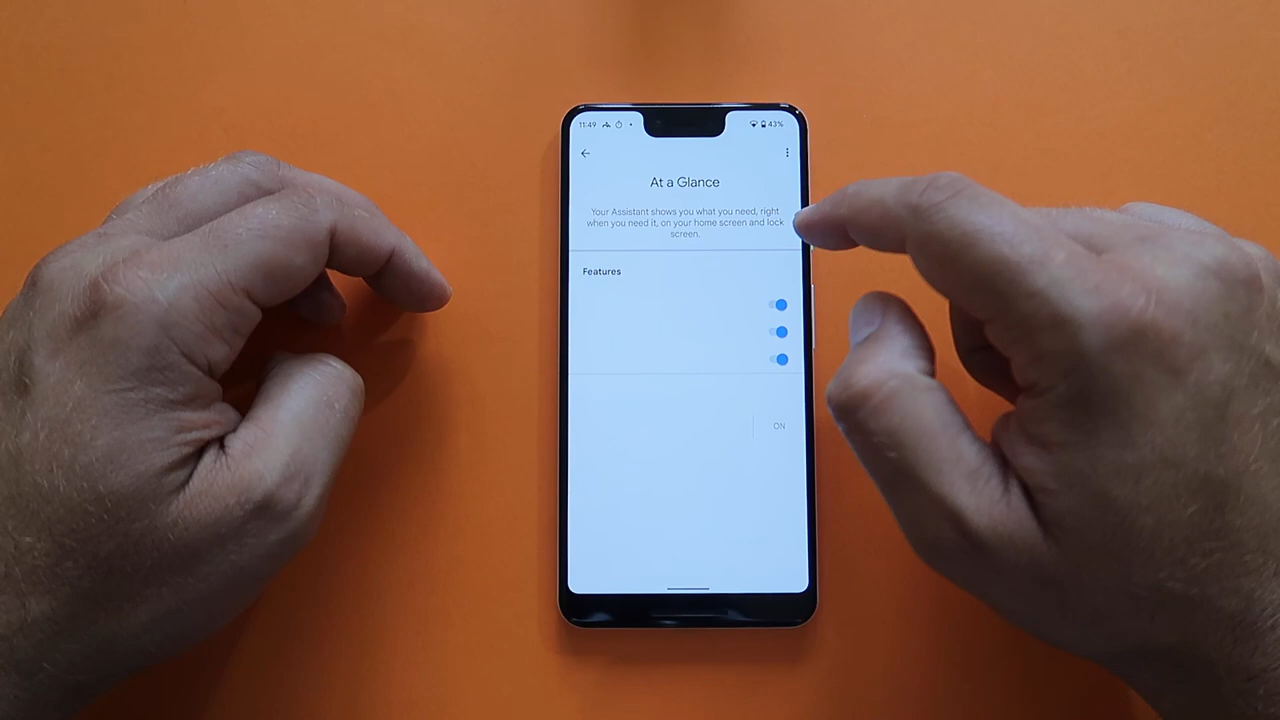 11:49
43%
At a Glance
Your Assistant shows you what you need, right
when you need it, on your home screen and lock
screen.
Features
ON